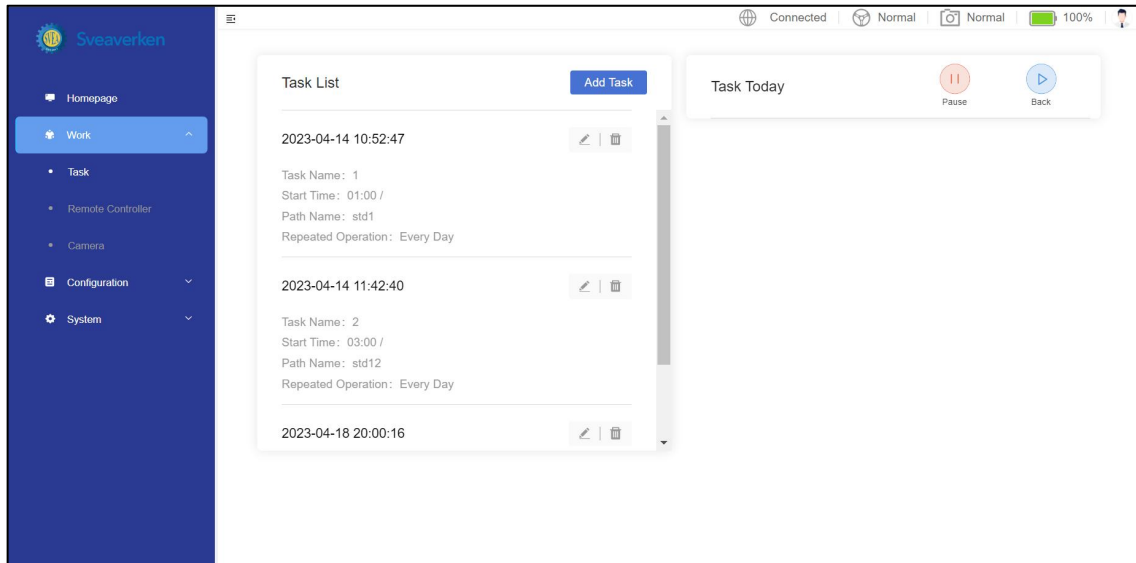 SVEA
Sveaverken
Connected
Normal
Normal
100%
Homepage
Work
Task
Remote Controller
Camera
Configuration
System
Task List
Add Task
2023-04-14 10:52:47
Task Name: 1
Start Time: 01:00 /
Path Name: std1
Repeated Operation: Every Day
2023-04-14 11:42:40
Task Name: 2
Start Time: 03:00 /
Path Name: std12
Repeated Operation: Every Day
2023-04-18 20:00:16
Task Today
Pause
Back